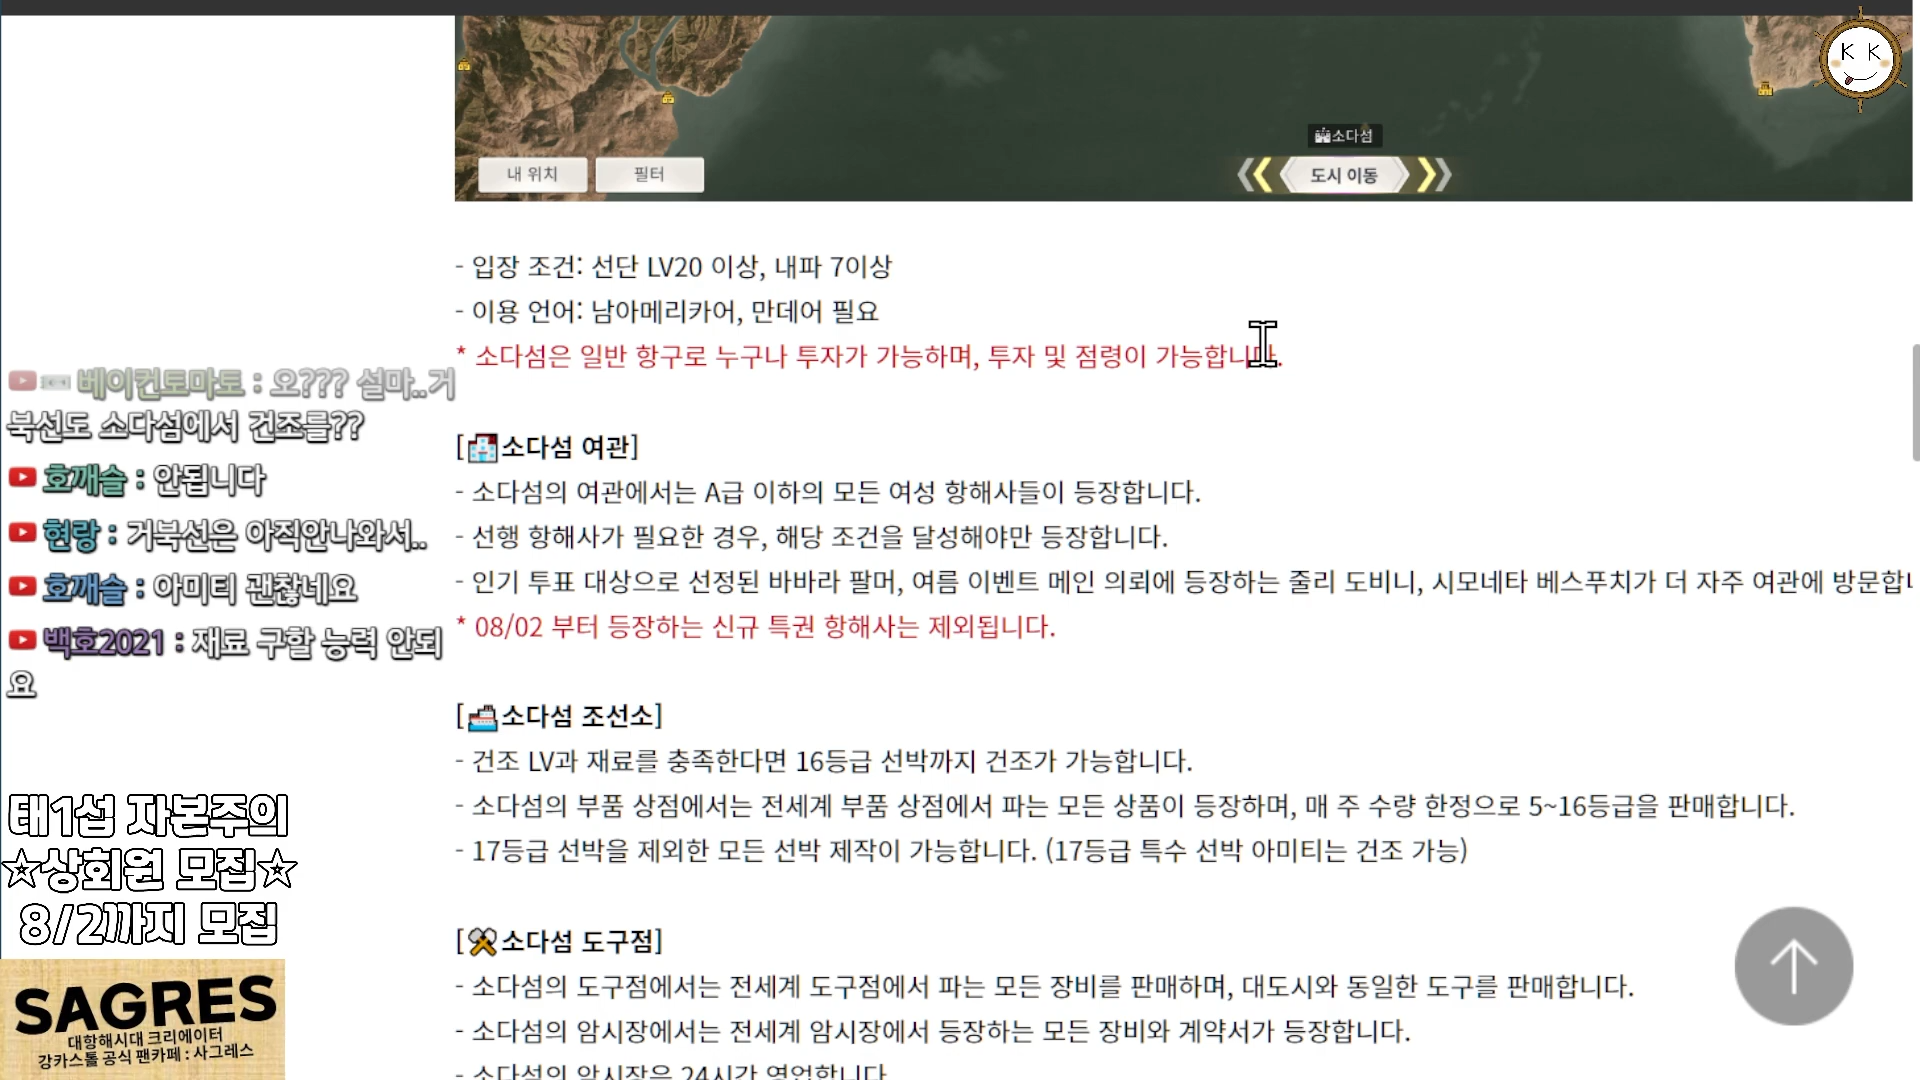 K K
소다섬
내 위치
필터
도시 이동
- 입장 조건: 선단 LV20 이상, 내파 7이상
- 이용 언어: 남아메리카어, 만데어 필요
* 소다섬은 일반 항구로 누구나 투자가 가능하며, 투자 및 점령이 가능합니다.
베이컨토마토 : 오??? 설마..거
북선도 소다섬에서 건조를??
호깨슬 : 안됩니다
현랑 : 거북선은 아직안나와서..
호깨슬 : 아미티 괜찮네요
백호2021 : 재료 구할 능력 안되
요
[소다섬 여관]
- 소다섬의 여관에서는 A급 이하의 모든 여성 항해사들이 등장합니다.
- 선행 항해사가 필요한 경우, 해당 조건을 달성해야만 등장합니다.
- 인기 투표 대상으로 선정된 바바라 팔머, 여름 이벤트 메인 의뢰에 등장하는 줄리 도비니, 시모네타 베스푸치가 더 자주 여관에 방문합
* 08/02 부터 등장하는 신규 특권 항해사는 제외됩니다.
[소다섬 조선소]
- 건조 LV과 재료를 충족한다면 16등급 선박까지 건조가 가능합니다.
- 소다섬의 부품 상점에서는 전세계 부품 상점에서 파는 모든 상품이 등장하며, 매 주 수량 한정으로 5~16등급을 판매합니다.
- 17등급 선박을 제외한 모든 선박 제작이 가능합니다. (17등급 특수 선박 아미티는 건조 가능)
[소다섬 도구점]
- 소다섬의 도구점에서는 전세계 도구점에서 파는 모든 장비를 판매하며, 대도시와 동일한 도구를 판매합니다.
- 소다섬의 암시장에서는 전세계 암시장에서 등장하는 모든 장비와 계약서가 등장합니다.
- 소다섬의 암시장은 24시간 영업합니다
태1섭 자본주의
☆상회원 모집☆
8/2까지 모집
SAGRES
대항해시대 크리에이터
강카스톨 공식 팬카페 : 사그레스